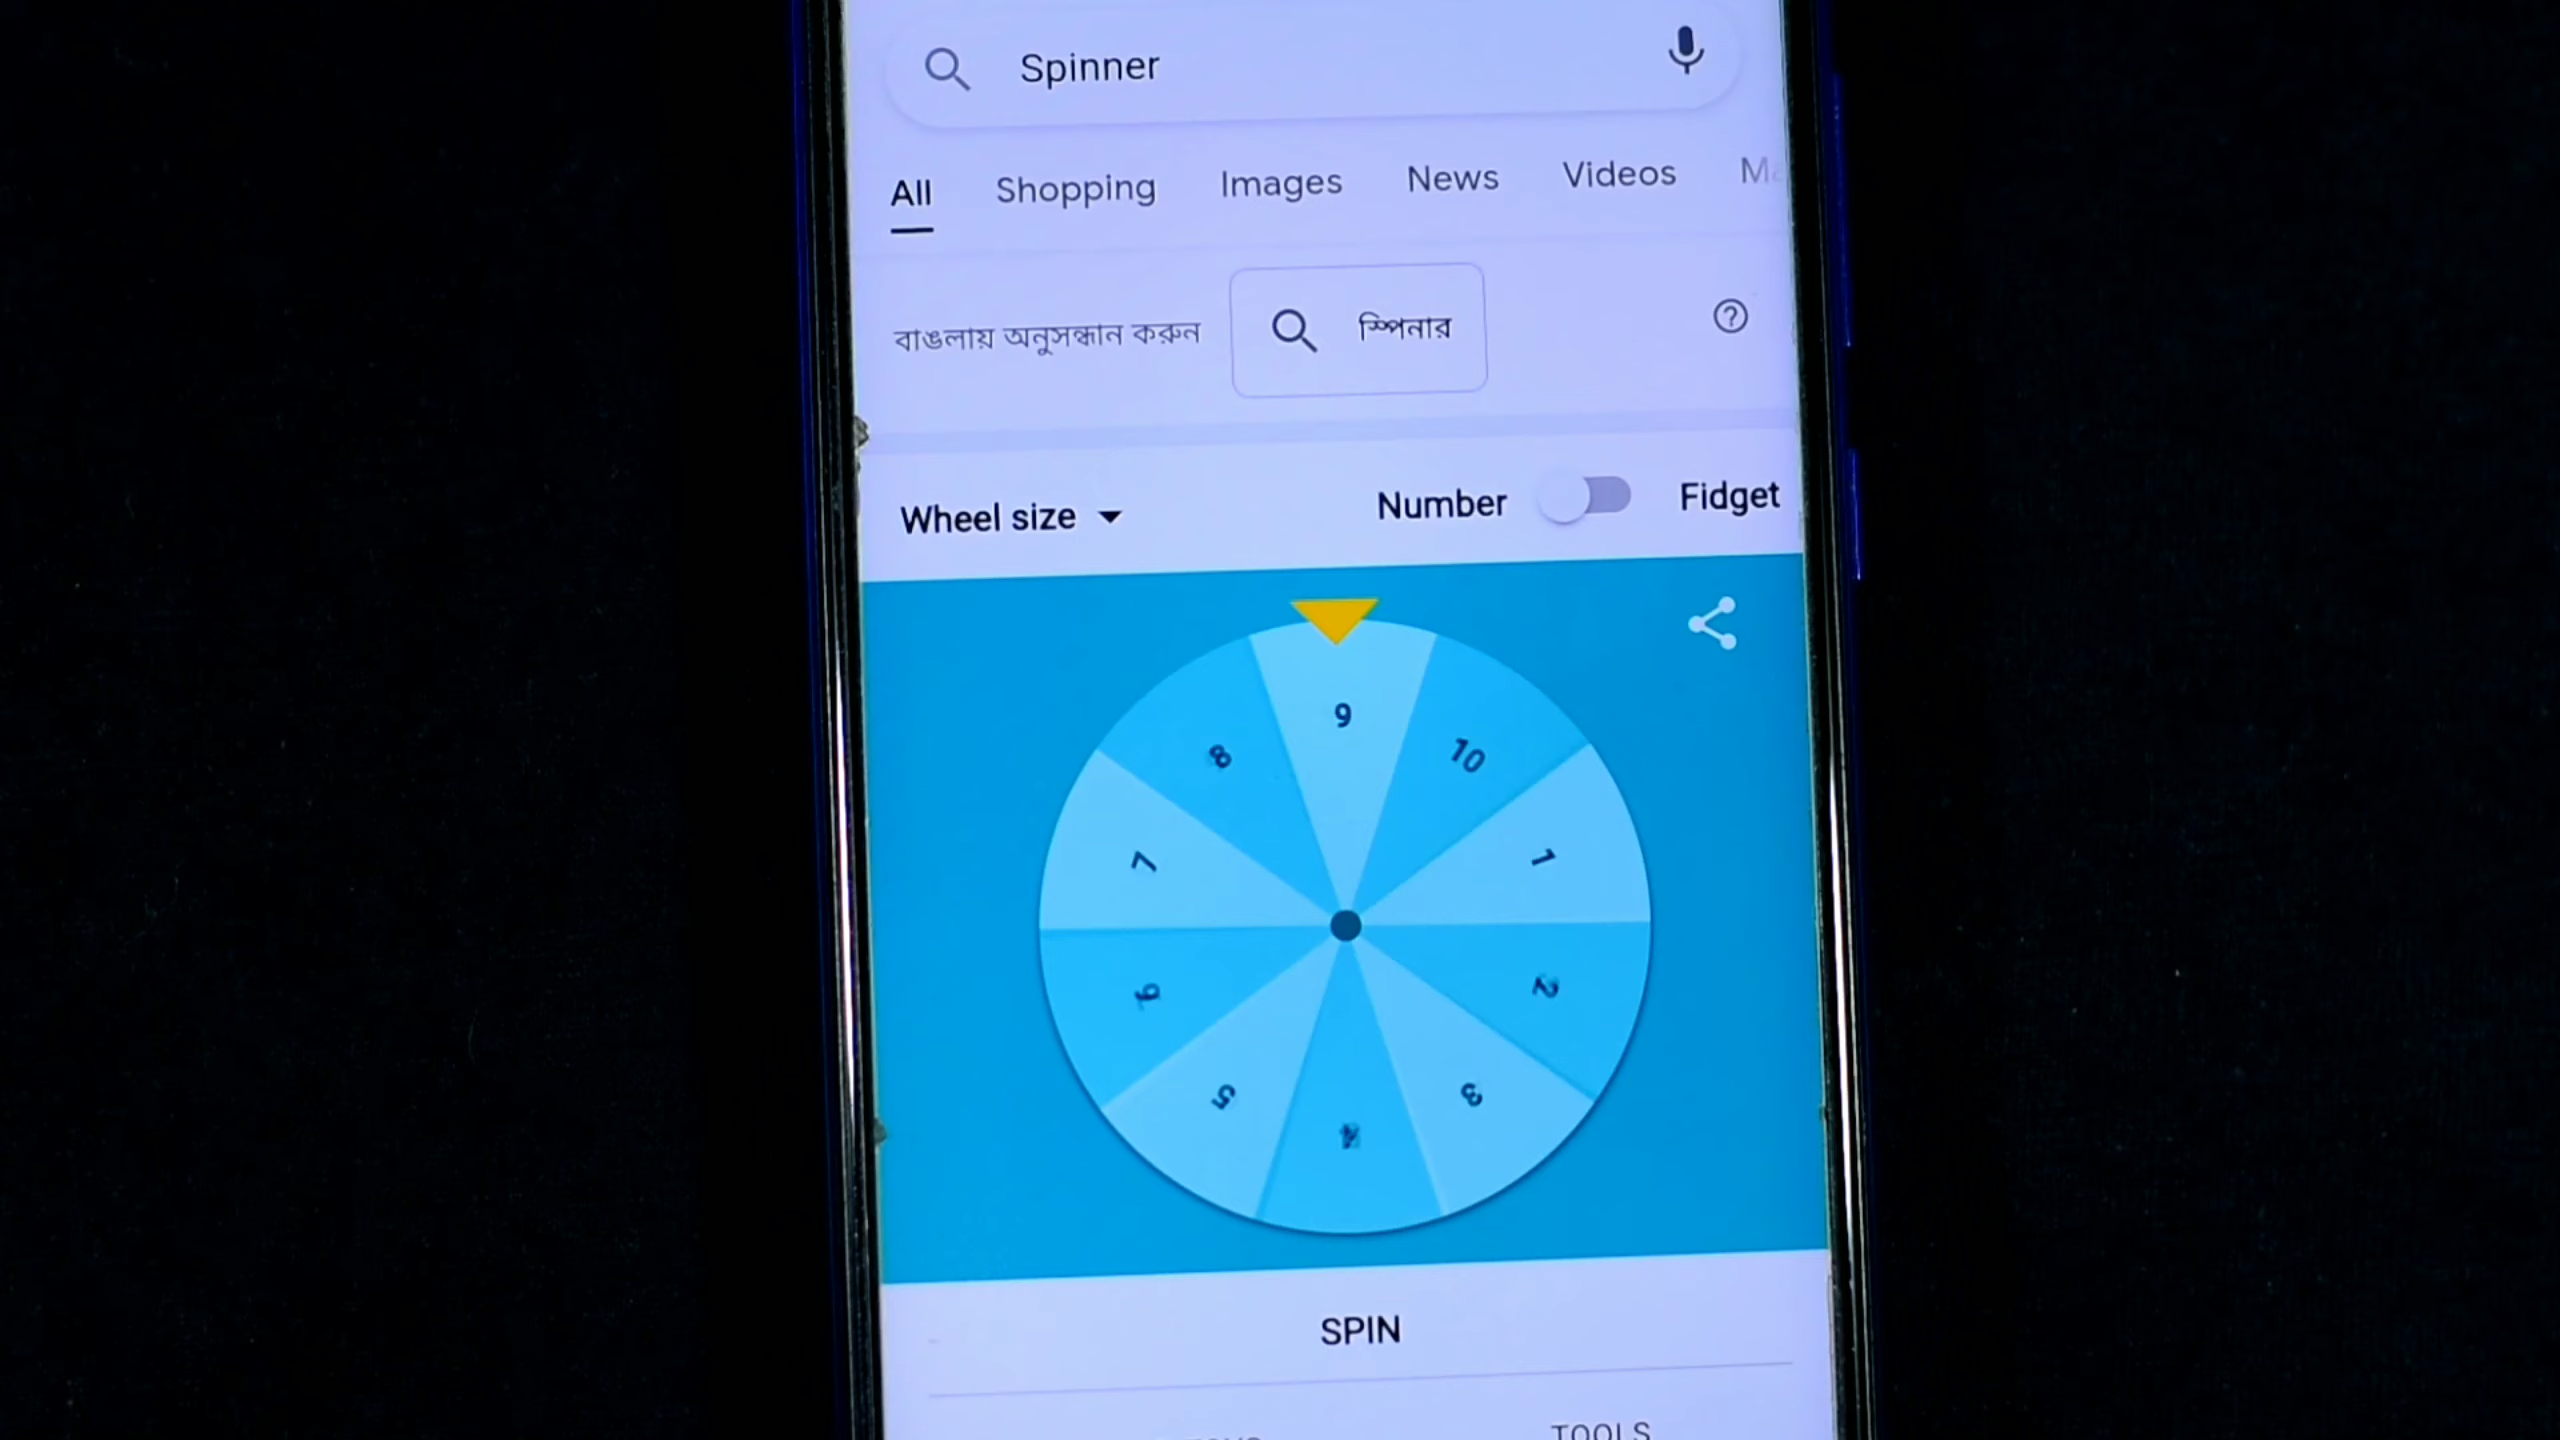 Spinner
All Shopping Images News Videos
বাঙলায় অনুসন্ধান করুন স্পিনার
Wheel size Number Fidget
9
8 10
7 1
6 2
5 3
4
SPIN
TOOLS